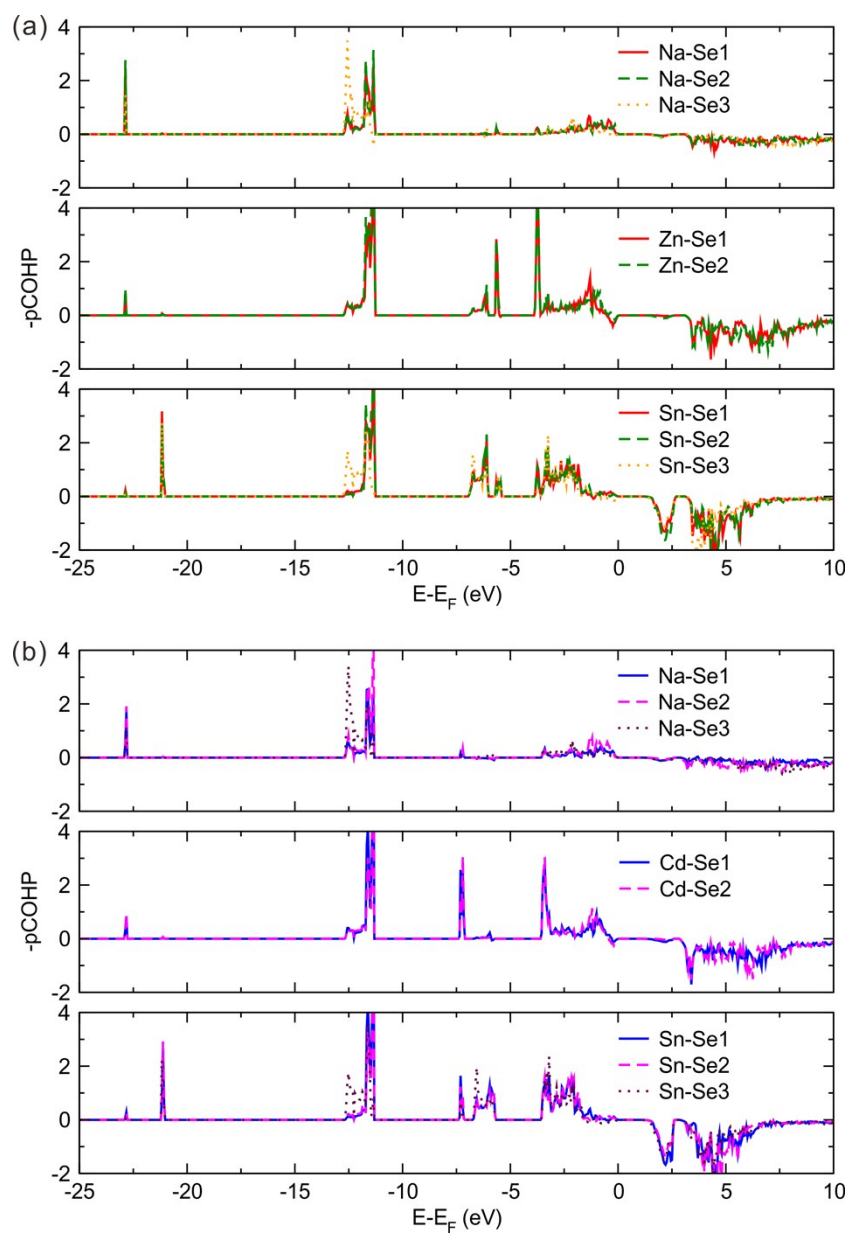 (a)
4
2
0
-2
Na-Se1
Na-Se2
Na-Se3
4
2
0
-2
Zn-Se1
Zn-Se2
-pCOHP
4
2
0
-2
Sn-Se1
Sn-Se2
Sn-Se3
-25 -20 -15 -10 -5 0 5 10
E-EF (eV)
(b)
4
2
0
-2
Na-Se1
Na-Se2
Na-Se3
4
2
0
-2
Cd-Se1
Cd-Se2
-pCOHP
4
2
0
-2
Sn-Se1
Sn-Se2
Sn-Se3
-25 -20 -15 -10 -5 0 5 10
E-EF (eV)